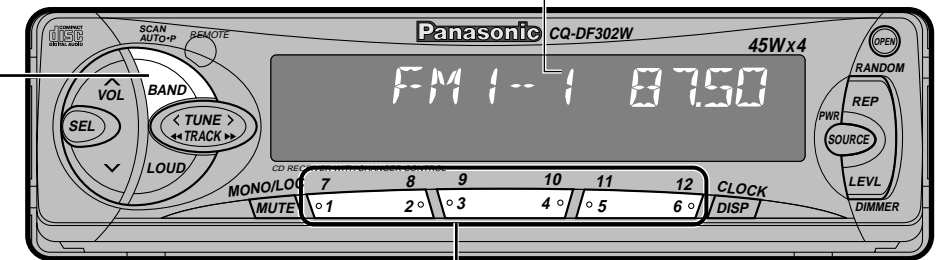 COMPACT disc DIGITAL AUDIO
SCAN
AUTO•P
REMOTE
Panasonic CQ-DF302W
45Wx4
OPEN
RANDOM
VOL
BAND
SEL
< TUNE >
◀◀ TRACK ▶▶
LOUD
FM 1--1 87.50
REP
PWR
SOURCE
LEVL
DIMMER
CD RECEIVER WITH CHANGER CONTROL
MONO/LOC 7 8 9 10 11 12 CLOCK
MUTE 1 2 3 4 5 6 DISP